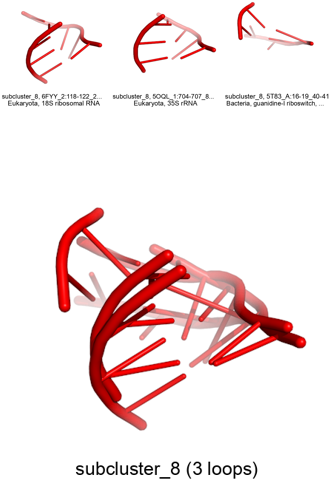 subcluster_8, 6FYY_2:118-122_2...
Eukaryota, 18S ribosomal RNA
subcluster_8, 5OQL_1:704-707_8...
Eukaryota, 35S rRNA
subcluster_8, 5T83_A:16-19_40-41
Bacteria, guanidine-I riboswitch, ...
subcluster_8 (3 loops)